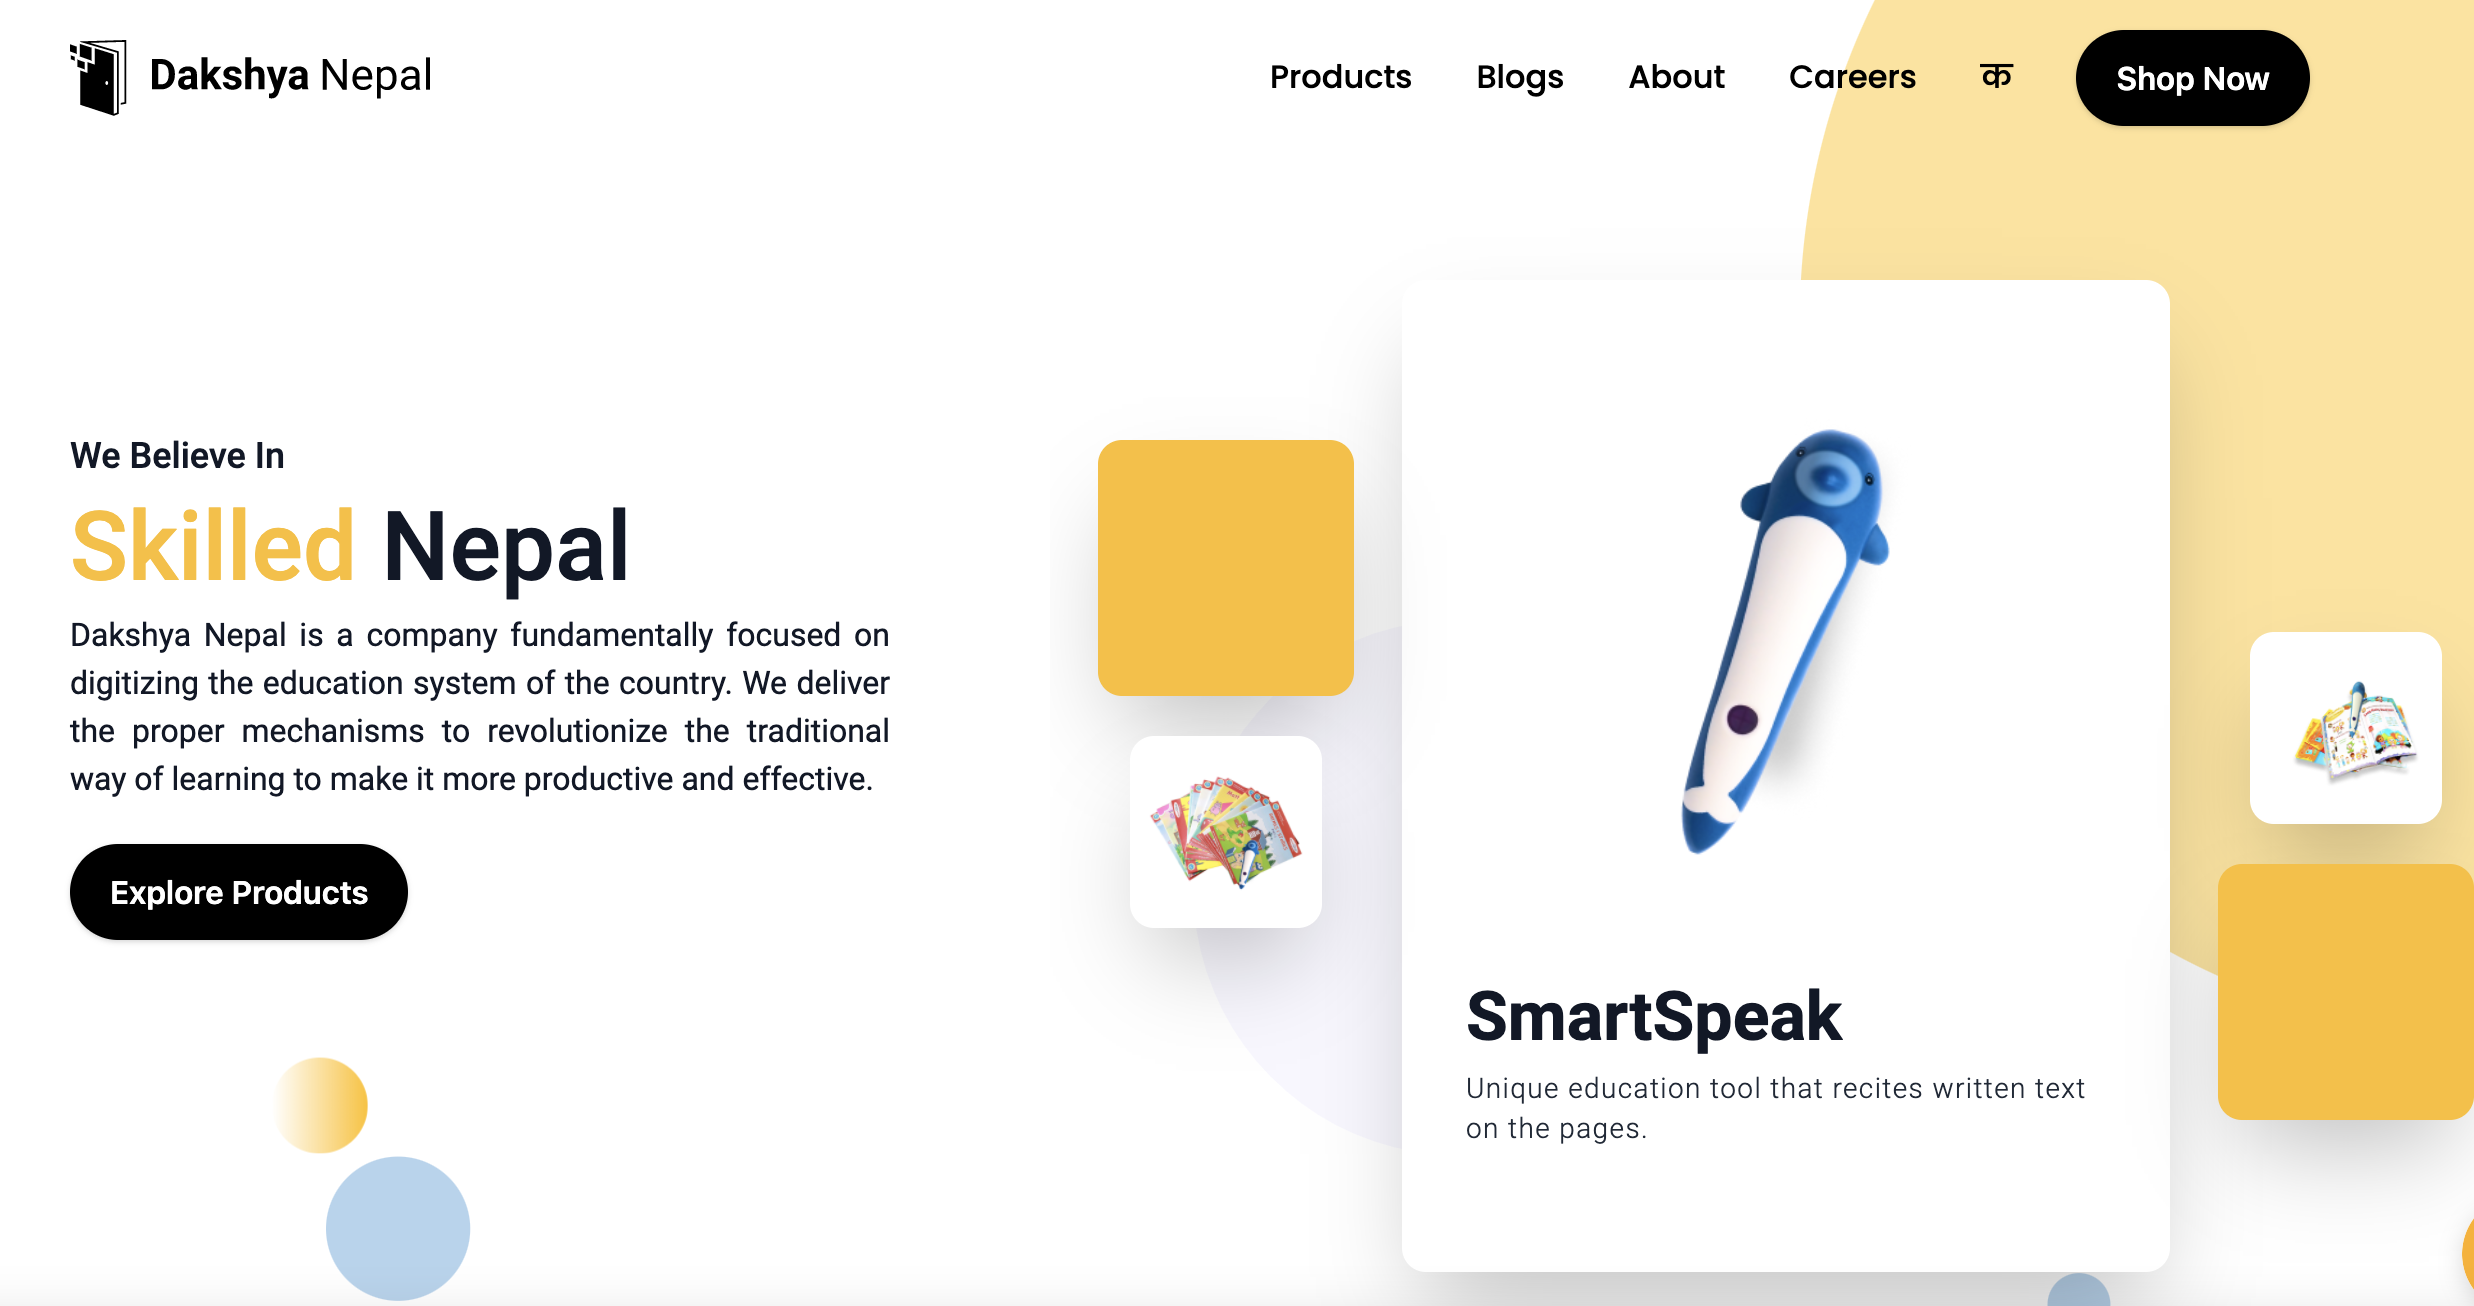 Dakshya Nepal
Products
Blogs
About
Careers
क
Shop Now
We Believe In
Skilled Nepal
Dakshya Nepal is a company fundamentally focused on
digitizing the education system of the country. We deliver
the proper mechanisms to revolutionize the traditional
way of learning to make it more productive and effective.
Explore Products
SmartSpeak
Unique education tool that recites written text
on the pages.